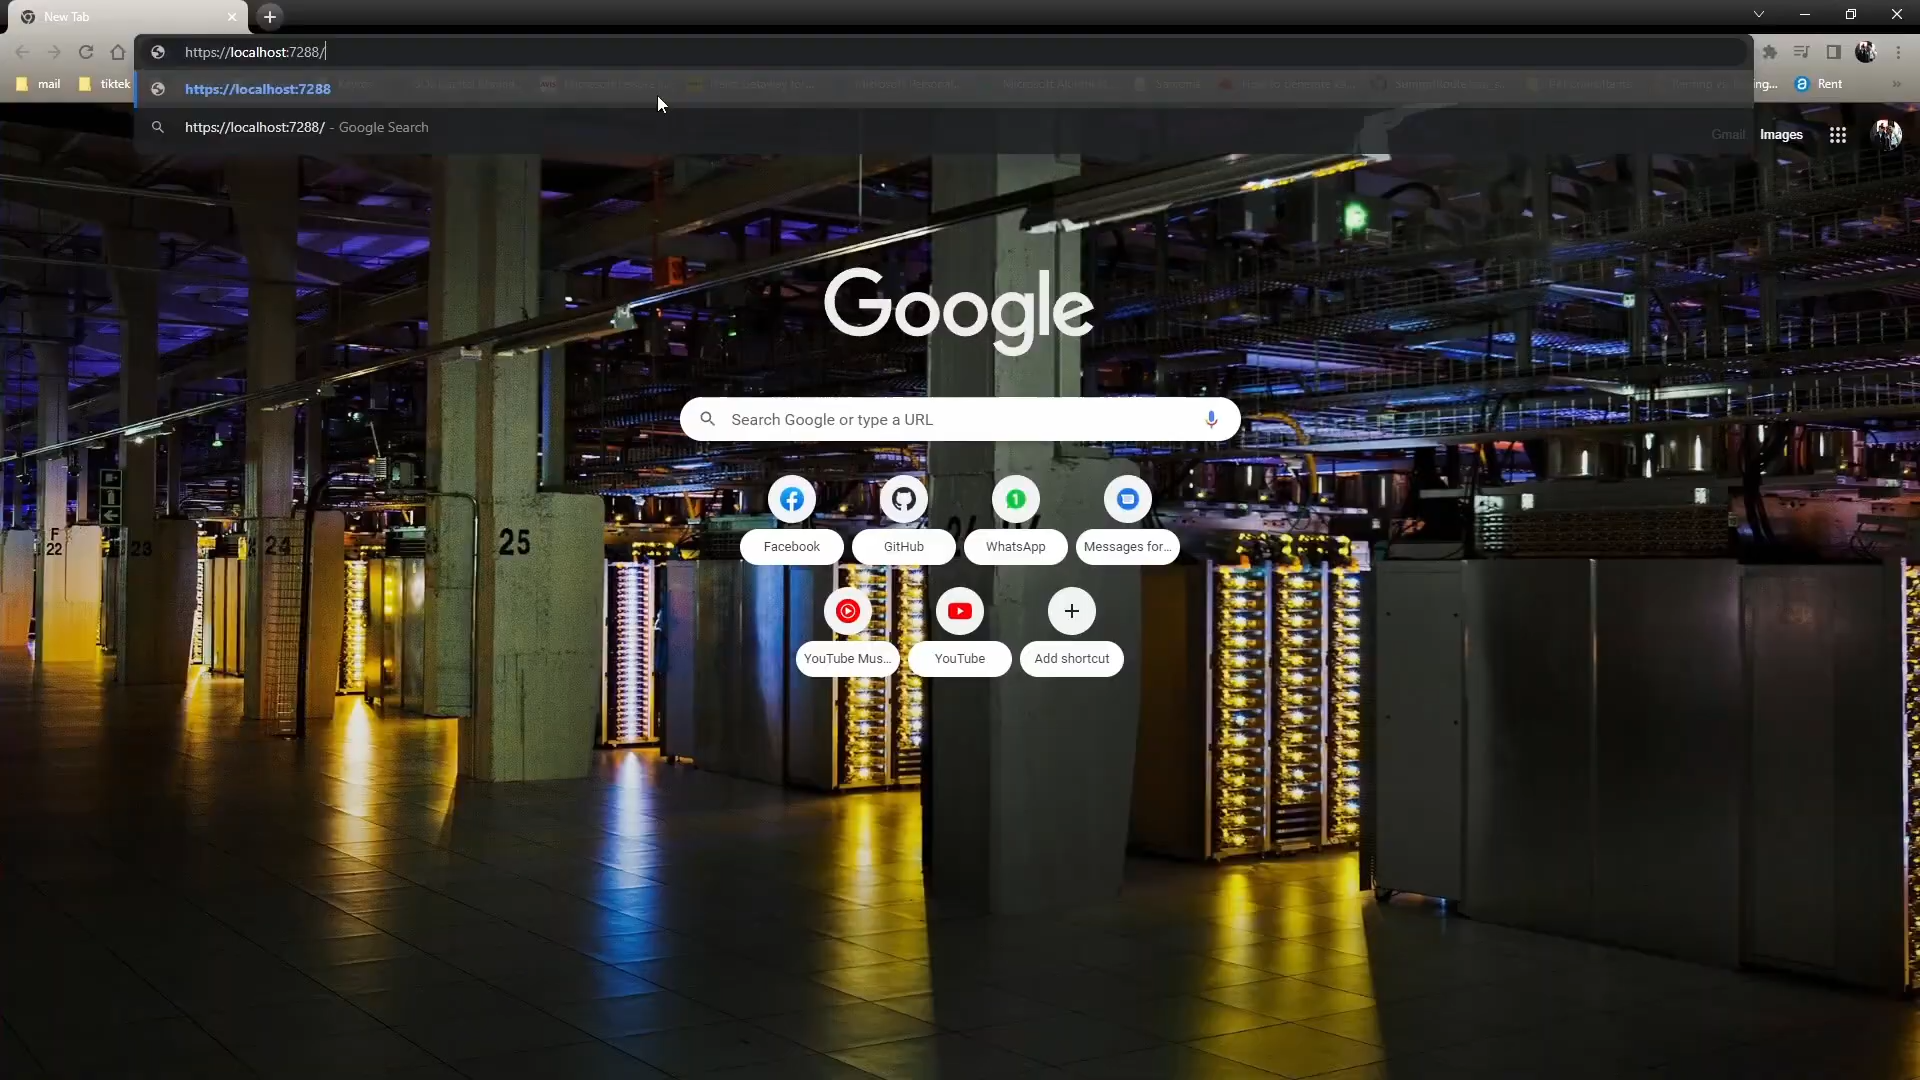 New Tab
https://localhost:7288/
mail
tiktek
Rent
https://localhost:7288
https://localhost:7288/ - Google Search
Gmail
Images
Google
Search Google or type a URL
Facebook
GitHub
WhatsApp
Messages for...
YouTube Mus...
YouTube
Add shortcut
F
22
23
24
25